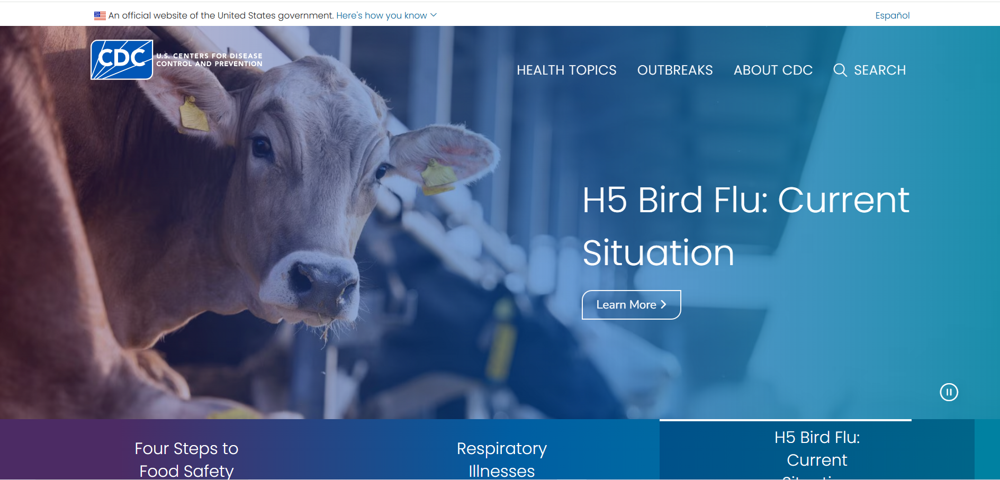 An official website of the United States government. Here's how you know
Español
CDC
U.S. CENTERS FOR DISEASE
CONTROL AND PREVENTION
HEALTH TOPICS
OUTBREAKS
ABOUT CDC
SEARCH
H5 Bird Flu: Current
Situation
Learn More
Four Steps to
Food Safety
Respiratory
Illnesses
H5 Bird Flu:
Current